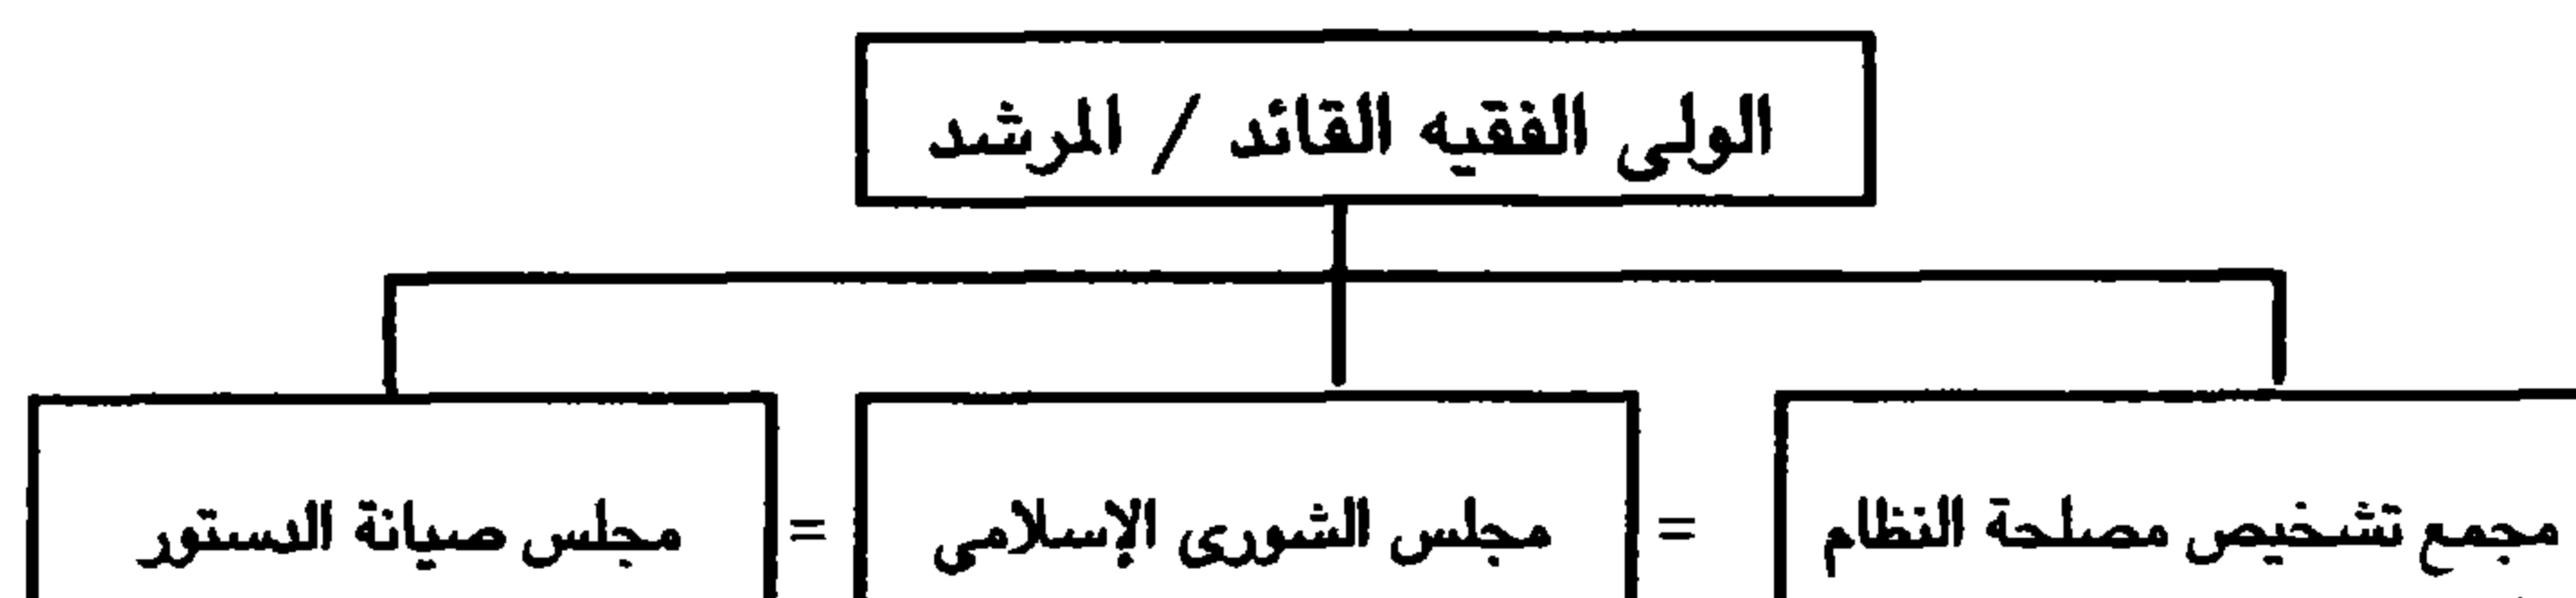 الولى الفقيه القائد / المرشد
مجمع تشخيص مصلحة النظام = مجلس الشورى الإسلامى = مجلس صيانة الدستور